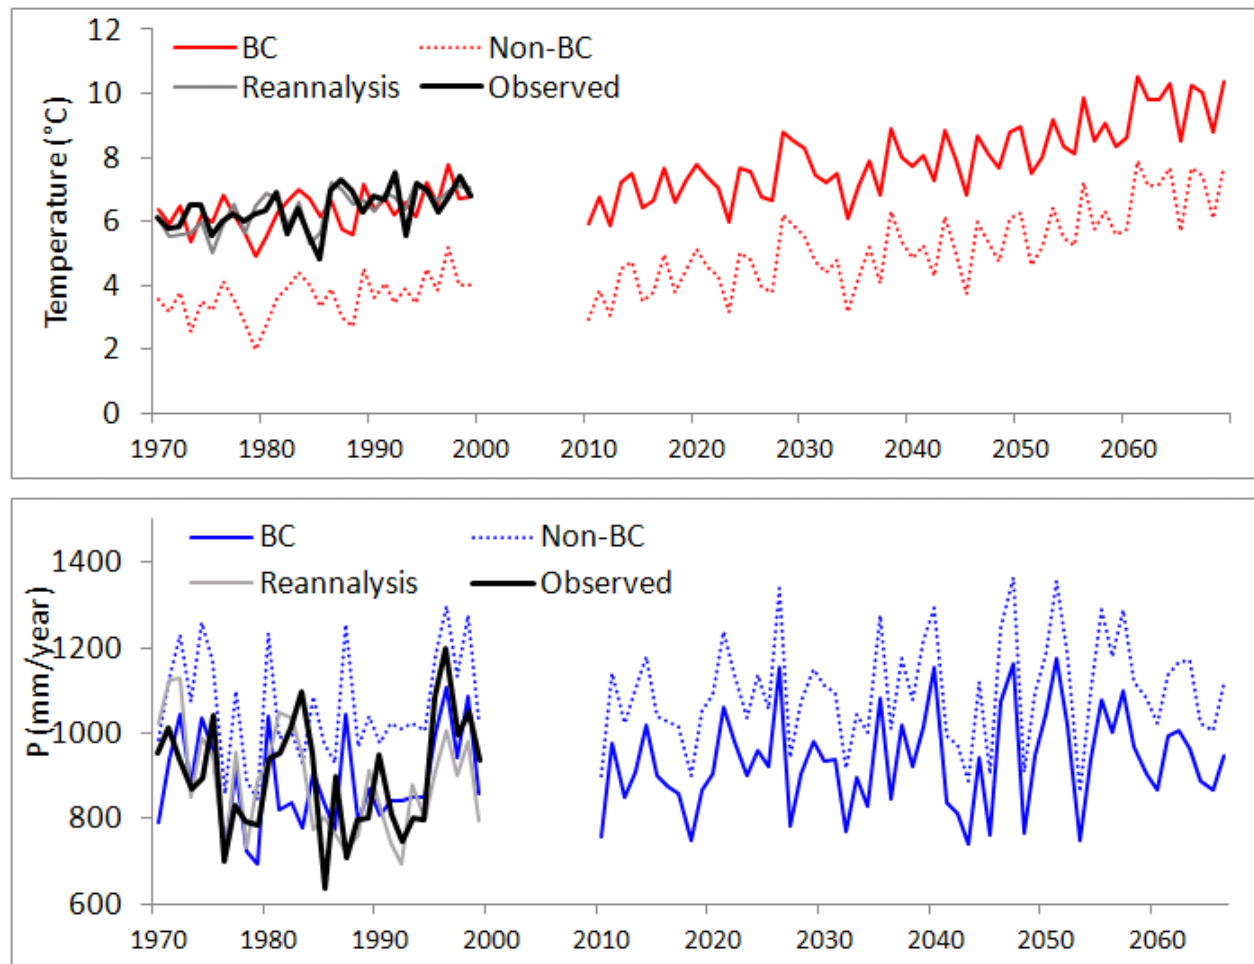 12
BC Non-BC
Reannalysis Observed
10
8
6
4
2
0
Temperature (°C)
1970 1980 1990 2000 2010 2020 2030 2040 2050 2060
BC Non-BC
1400
Reannalysis Observed
1200
1000
800
600
P (mm/year)
1970 1980 1990 2000 2010 2020 2030 2040 2050 2060